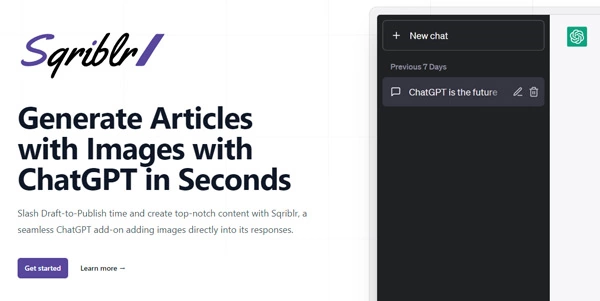 Sqriblr
Generate Articles
with Images with
ChatGPT in Seconds
Slash Draft-to-Publish time and create top-notch content with Sqriblr, a
seamless ChatGPT add-on adding images directly into its responses.
Get started
Learn more →
+ New chat
Previous 7 Days
ChatGPT is the future